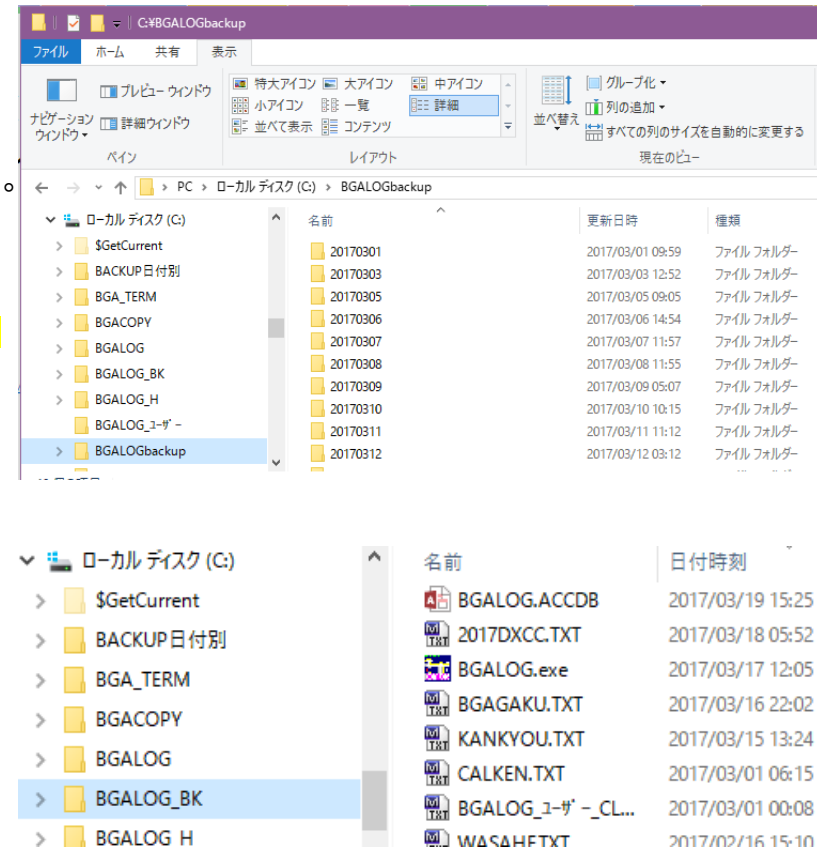 C:¥BGALOGbackup
ファイル ホーム 共有 表示
プレビュー ウィンドウ 特大アイコン 大アイコン 中アイコン グループ化
小アイコン 一覧 詳細 列の追加
ナビゲーション ウィンドウ 詳細ウィンドウ 並べて表示 コンテンツ 並べ替え すべての列のサイズを自動的に変更する
ペイン レイアウト 現在のビュー
。
PC › ローカル ディスク (C:) › BGALOGbackup
ローカル ディスク (C:) 名前 更新日時 種類
$GetCurrent 20170301 2017/03/01 09:59 ファイル フォルダー
BACKUP日付別 20170303 2017/03/03 12:52 ファイル フォルダー
BGA_TERM 20170305 2017/03/05 09:05 ファイル フォルダー
BGACOPY 20170306 2017/03/06 14:54 ファイル フォルダー
BGALOG 20170307 2017/03/07 11:57 ファイル フォルダー
BGALOG_BK 20170308 2017/03/08 11:55 ファイル フォルダー
BGALOG_H 20170309 2017/03/09 05:07 ファイル フォルダー
BGALOG_ﾕｰｻﾞｰ 20170310 2017/03/10 10:15 ファイル フォルダー
BGALOGbackup 20170311 2017/03/11 11:12 ファイル フォルダー
20170312 2017/03/12 03:12 ファイル フォルダー
ローカル ディスク (C:) 名前 日付時刻
$GetCurrent BGALOG.ACCDB 2017/03/19 15:25
BACKUP日付別 2017DXCC.TXT 2017/03/18 05:52
BGA_TERM BGALOG.exe 2017/03/17 12:05
BGACOPY BGAGAKU.TXT 2017/03/16 22:02
BGALOG KANKYOU.TXT 2017/03/15 13:24
BGALOG_BK CALKEN.TXT 2017/03/01 06:15
BGALOG_H BGALOG_ﾕｰｻﾞｰ_CL... 2017/03/01 00:08
WASAHF.TXT 2017/02/16 15:10